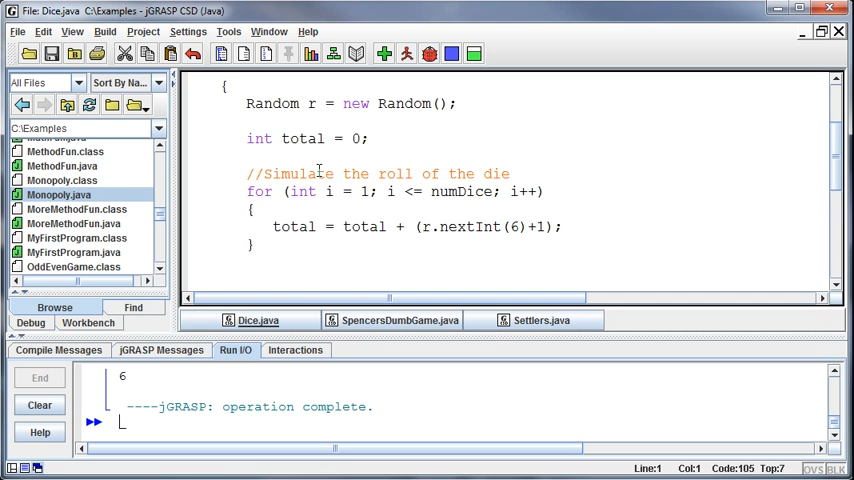 File: Dice.java  C:\Examples - jGRASP CSD (Java)
File Edit View Build Project Settings Tools Window Help
All Files Sort By Na...
C:\Examples
MethodFun.class
MethodFun.java
Monopoly.class
Monopoly.java
MoreMethodFun.class
MoreMethodFun.java
MyFirstProgram.class
MyFirstProgram.java
OddEvenGame.class
Browse Find
Debug Workbench
{
Random r = new Random();
int total = 0;
//Simulate the roll of the die
for (int i = 1; i <= numDice; i++)
{
total = total + (r.nextInt(6)+1);
}
Dice.java SpencersDumbGame.java Settlers.java
Compile Messages jGRASP Messages Run I/O Interactions
End
Clear
Help
6
----jGRASP: operation complete.
Line:1 Col:1 Code:105 Top:7 OVS BLK